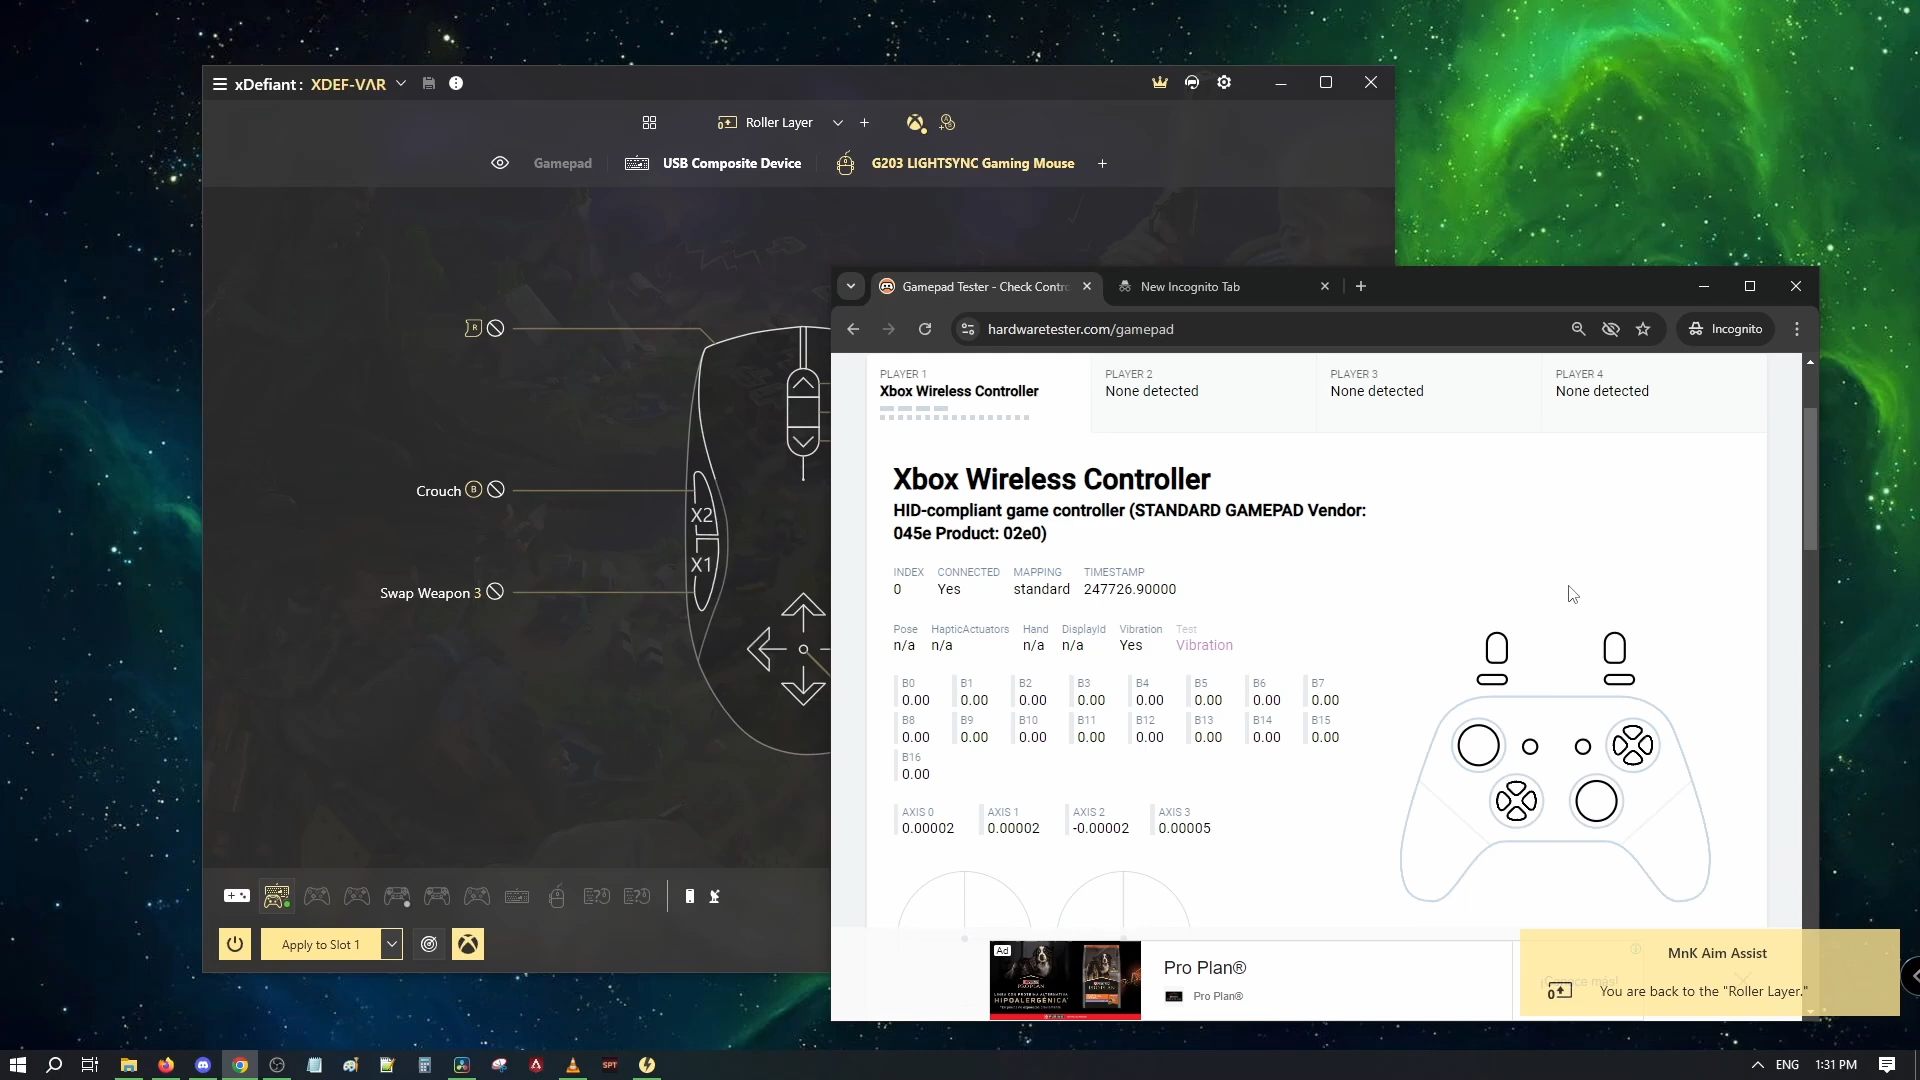 xDefiant: XDEF-VAR
Roller Layer
Gamepad
USB Composite Device
G203 LIGHTSYNC Gaming Mouse
R
Crouch B
Swap Weapon 3
X2
X1
Apply to Slot 1
Gamepad Tester - Check Contro
New Incognito Tab
hardwaretester.com/gamepad
Incognito
PLAYER 1
Xbox Wireless Controller
PLAYER 2
None detected
PLAYER 3
None detected
PLAYER 4
None detected
Xbox Wireless Controller
HID-compliant game controller (STANDARD GAMEPAD Vendor:
045e Product: 02e0)
INDEX CONNECTED MAPPING TIMESTAMP
0 Yes standard 247726.90000
Pose HapticActuators Hand DisplayId Vibration Test
n/a n/a n/a n/a Yes Vibration
B0 B1 B2 B3 B4 B5 B6 B7
0.00 0.00 0.00 0.00 0.00 0.00 0.00 0.00
B8 B9 B10 B11 B12 B13 B14 B15
0.00 0.00 0.00 0.00 0.00 0.00 0.00 0.00
B16
0.00
AXIS 0 AXIS 1 AXIS 2 AXIS 3
0.00002 0.00002 -0.00002 0.00005
Ad
PRO PLAN
HIPOALERGÉNICA
Pro Plan®
Pro Plan®
MnK Aim Assist
You are back to the "Roller Layer."
SPT
ENG
1:31 PM